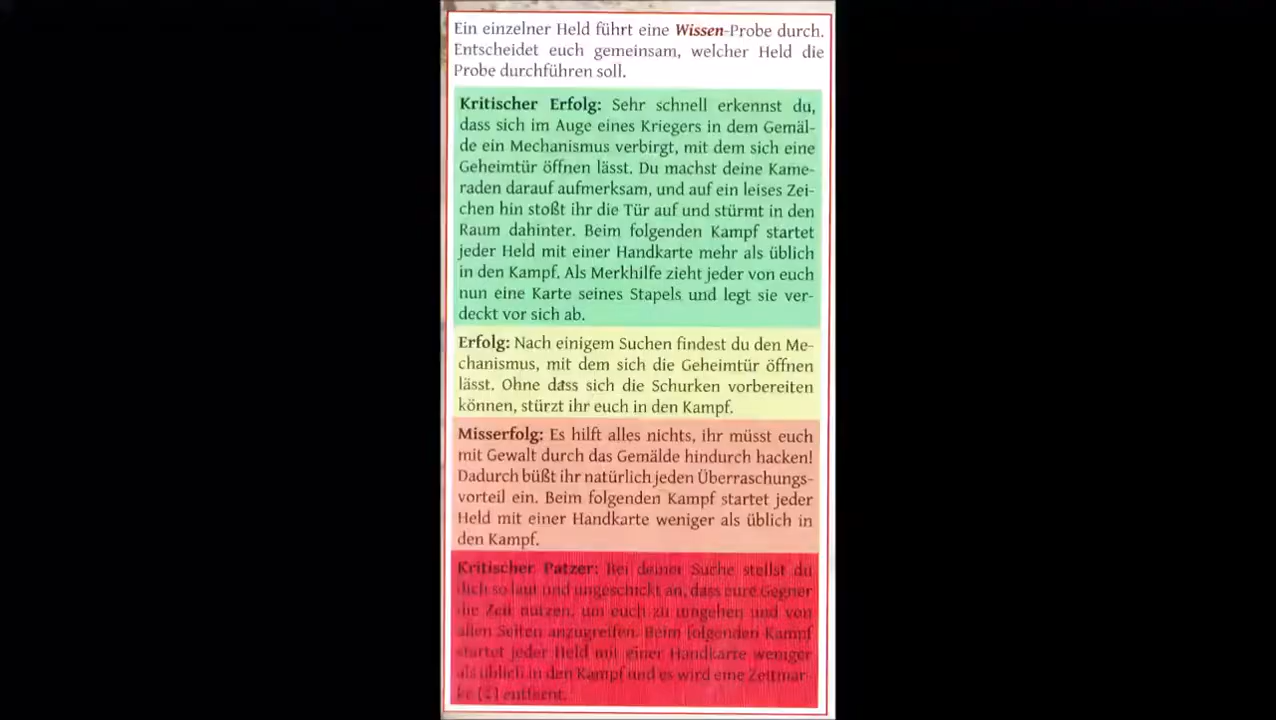 Ein einzelner Held führt eine Wissen-Probe durch.
Entscheidet euch gemeinsam, welcher Held die
Probe durchführen soll.
Kritischer Erfolg: Sehr schnell erkennst du,
dass sich im Auge eines Kriegers in dem Gemäl-
de ein Mechanismus verbirgt, mit dem sich eine
Geheimtür öffnen lässt. Du machst deine Kame-
raden darauf aufmerksam, und auf ein leises Zei-
chen hin stoßt ihr die Tür auf und stürmt in den
Raum dahinter. Beim folgenden Kampf startet
jeder Held mit einer Handkarte mehr als üblich
in den Kampf. Als Merkhilfe zieht jeder von euch
nun eine Karte seines Stapels und legt sie ver-
deckt vor sich ab.
Erfolg: Nach einigem Suchen findest du den Me-
chanismus, mit dem sich die Geheimtür öffnen
lässt. Ohne dass sich die Schurken vorbereiten
können, stürzt ihr euch in den Kampf.
Misserfolg: Es hilft alles nichts, ihr müsst euch
mit Gewalt durch das Gemälde hindurch hacken!
Dadurch büßt ihr natürlich jeden Überraschungs-
vorteil ein. Beim folgenden Kampf startet jeder
Held mit einer Handkarte weniger als üblich in
den Kampf.
Kritischer Patzer: Bei deiner Suche stellst du
dich so laut und ungeschickt an, dass eure Gegner
die Zeit nutzen, um euch zu umgehen und von
allen Seiten anzugreifen. Beim folgenden Kampf
startet jeder Held mit einer Handkarte weniger
als üblich in den Kampf und es wird eine Zeitmar-
ke entfernt.